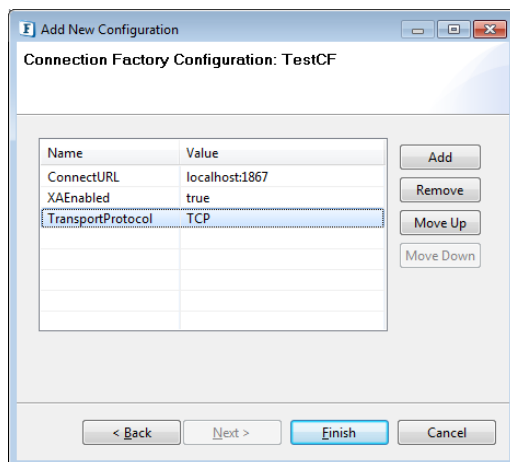 Add New Configuration
Connection Factory Configuration: TestCF
Name Value
ConnectURL localhost:1867
XAEnabled true
TransportProtocol TCP
Add
Remove
Move Up
Move Down
< Back Next > Finish Cancel